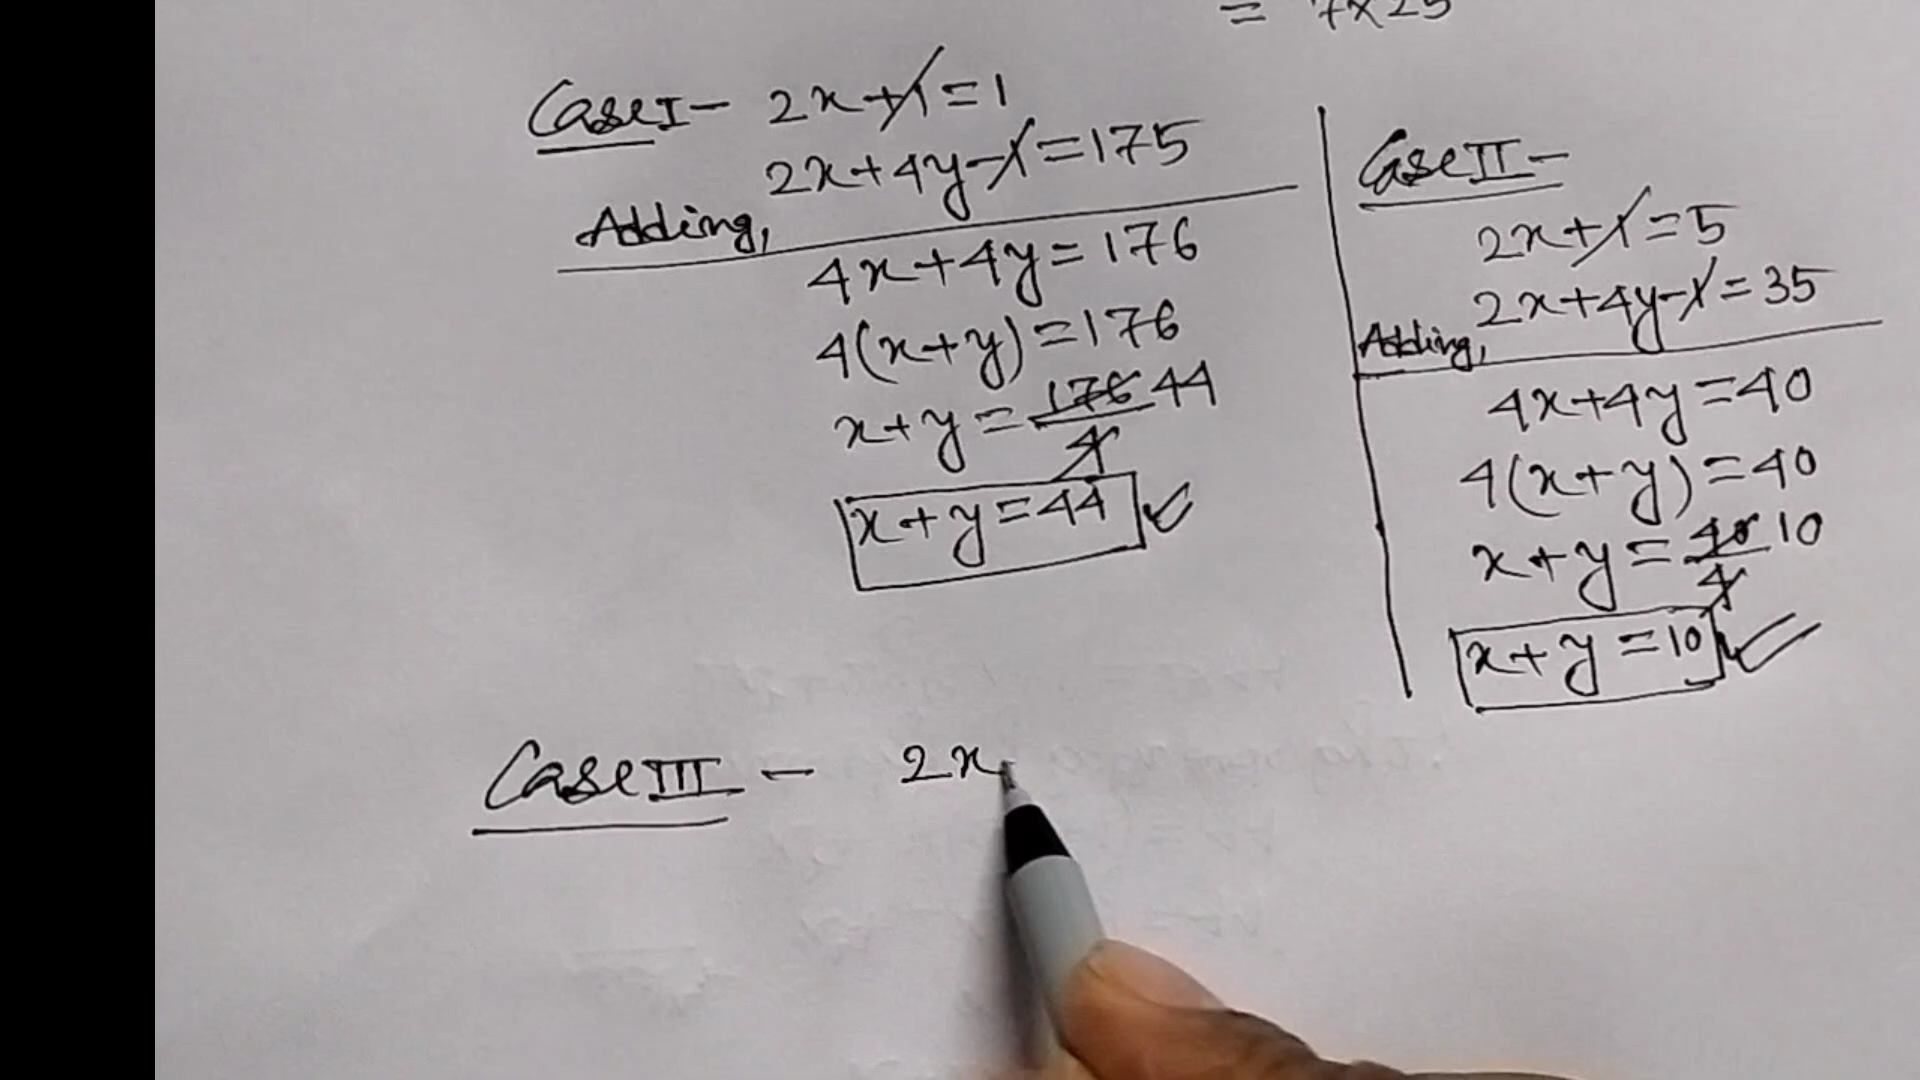 = 7×25
Case I - 2x+1=1
2x+4y-1=175
Adding,
4x+4y=176
4(x+y)=176
x+y=176/4 44
x+y=44 ✓
Case II -
2x+1=5
2x+4y-1=35
Adding,
4x+4y=40
4(x+y)=40
x+y=40/4 10
x+y=10 ✓
Case III - 2x